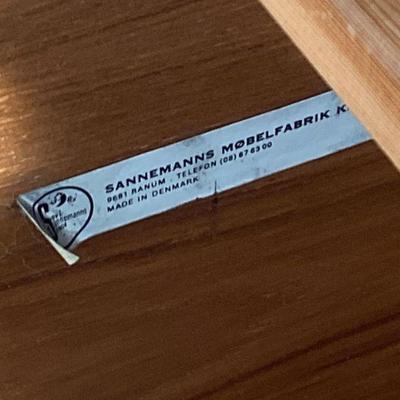 SANNEMANNS MØBELFABRIK K
9681 RANUM · TELEFON (08) 67 63 00
MADE IN DENMARK